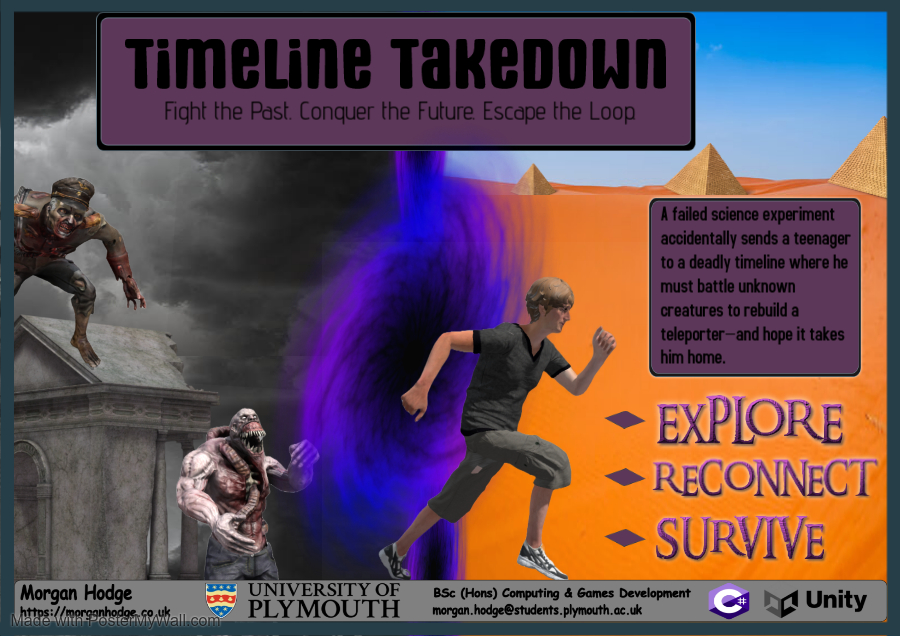 Timeline Takedown
Fight the Past. Conquer the Future. Escape the Loop.
A failed science experiment
accidentally sends a teenager
to a deadly timeline where he
must battle unknown
creatures to rebuild a
teleporter—and hope it takes
him home.
EXPLORE
RECONNECT
SURVIVE
Morgan Hodge
https://morganhodge.co.uk
UNIVERSITY OF
PLYMOUTH
BSc (Hons) Computing & Games Development
morgan.hodge@students.plymouth.ac.uk
C#
Unity
Made With PosterMyWall.com